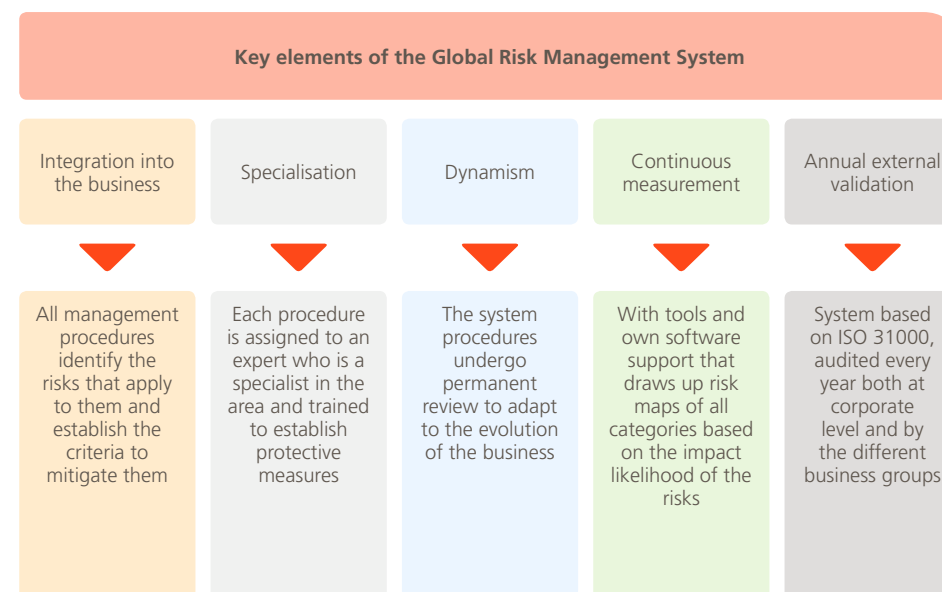 Key elements of the Global Risk Management System
Integration into
the business
Specialisation
Dynamism
Continuous
measurement
Annual external
validation
All management
procedures
identify the
risks that apply
to them and
establish the
criteria to
mitigate them
Each procedure
is assigned to an
expert who is a
specialist in the
area and trained
to establish
protective
measures
The system
procedures
undergo
permanent
review to adapt
to the evolution
of the business
With tools and
own software
support that
draws up risk
maps of all
categories based
on the impact
likelihood of the
risks
System based
on ISO 31000,
audited every
year both at
corporate
level and by
the different
business groups